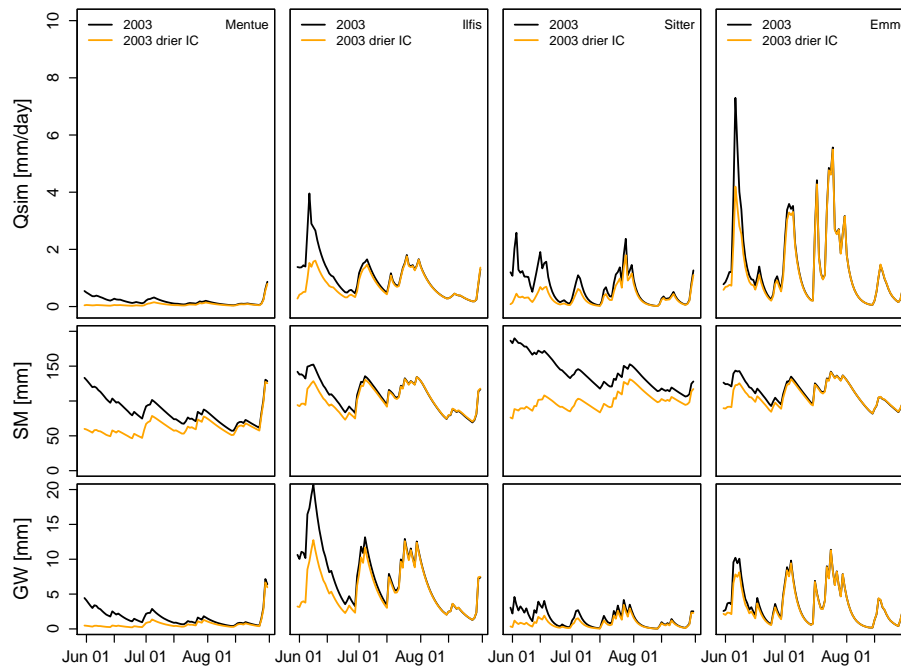 Qsim [mm/day]
0 2 4 6 8 10
2003 Mentue
2003 drier IC
2003 Ilfis
2003 drier IC
2003 Sitter
2003 drier IC
2003 Emme
2003 drier IC
SM [mm]
0 50 150
GW [mm]
0 5 10 15 20
Jun 01 Jul 01 Aug 01
Jun 01 Aug 01
Jun 01 Jul 01 Aug 01
Jun 01 Jul 01 Aug 01